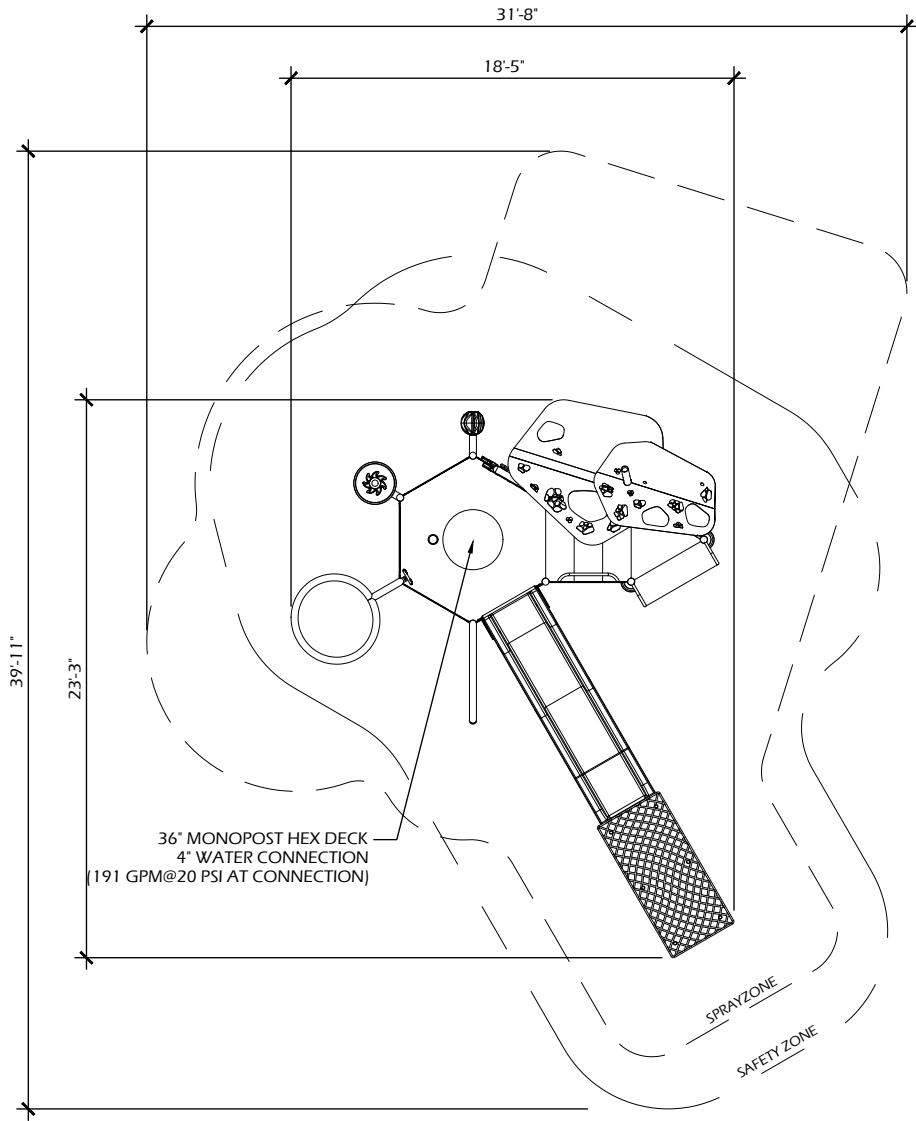 31'-8"
18'-5"
39'-11"
23'-3"
36" MONOPOST HEX DECK
4" WATER CONNECTION
(191 GPM@20 PSI AT CONNECTION)
SPRAYZONE
SAFETY ZONE